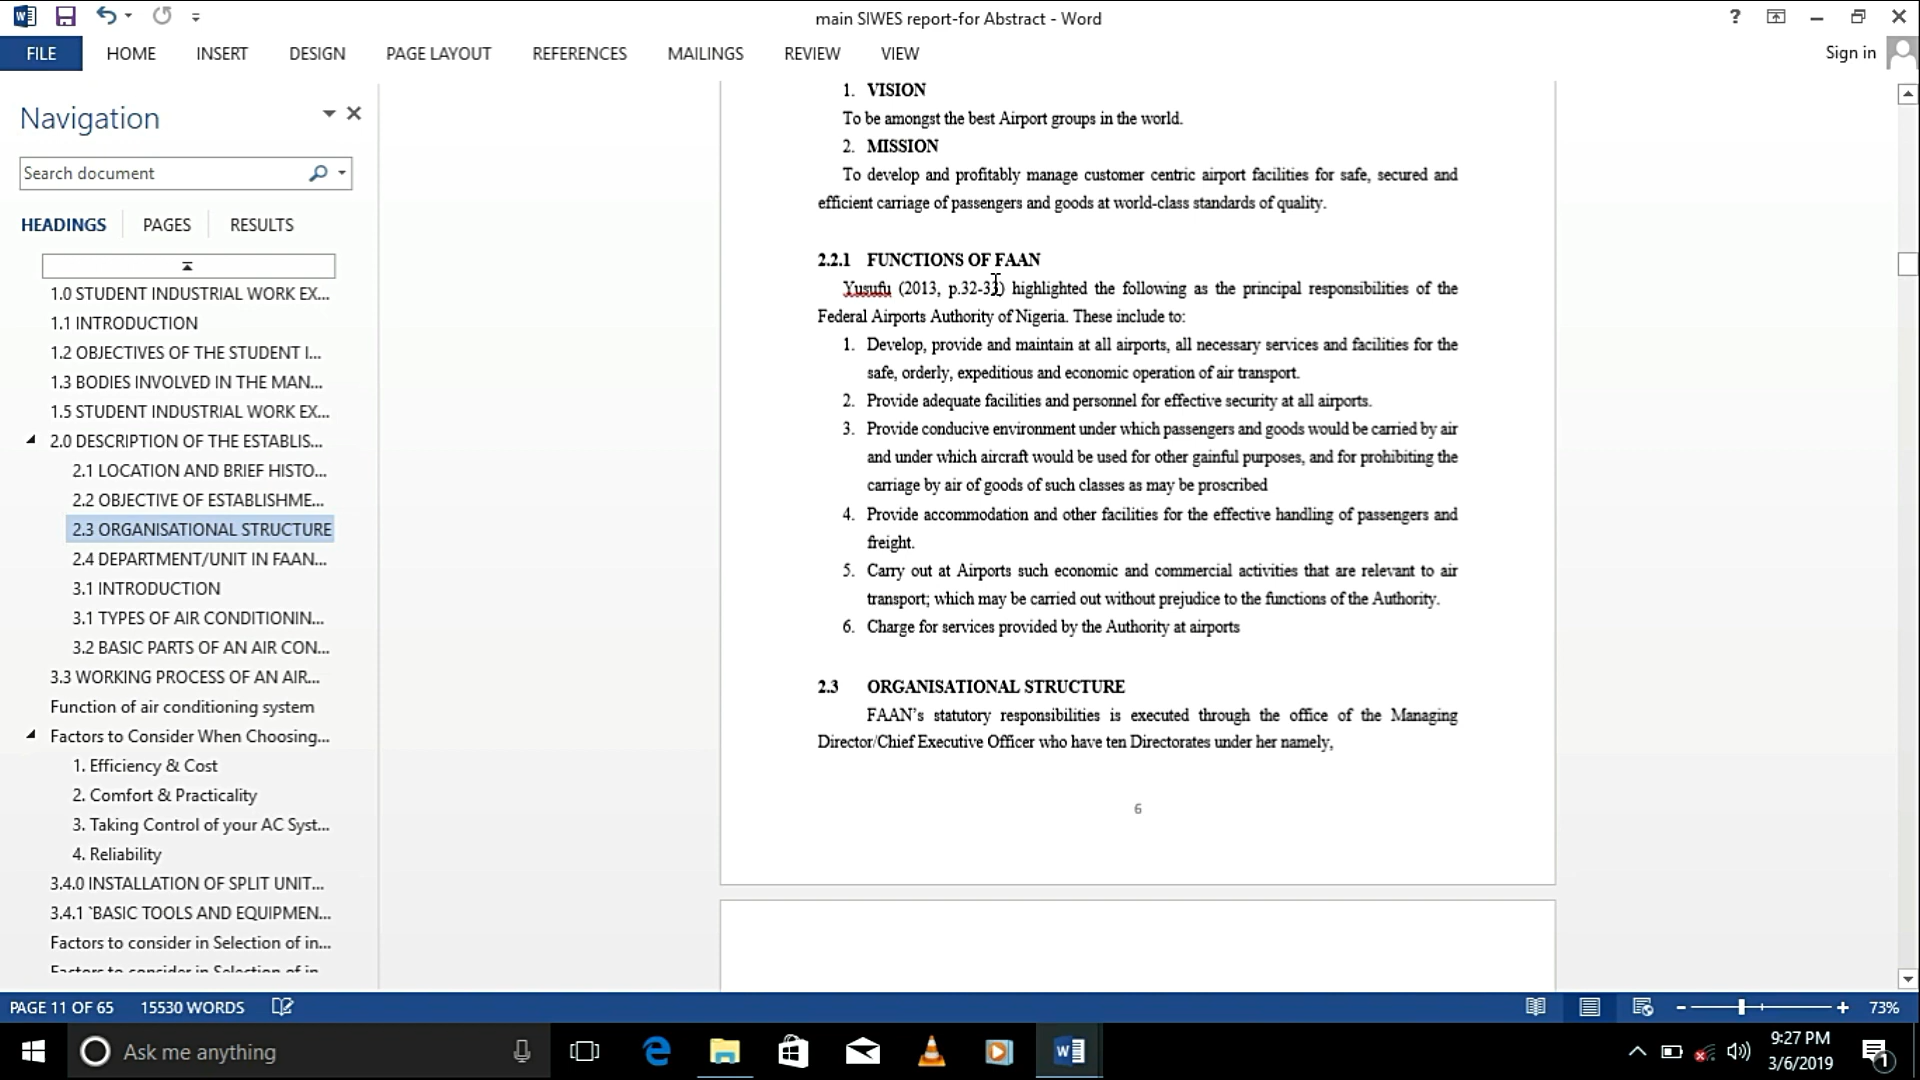 main SIWES report-for Abstract - Word
FILE HOME INSERT DESIGN PAGE LAYOUT REFERENCES MAILINGS REVIEW VIEW Sign in
Navigation
Search document
HEADINGS PAGES RESULTS
1.0 STUDENT INDUSTRIAL WORK EX...
1.1 INTRODUCTION
1.2 OBJECTIVES OF THE STUDENT I...
1.3 BODIES INVOLVED IN THE MAN...
1.5 STUDENT INDUSTRIAL WORK EX...
2.0 DESCRIPTION OF THE ESTABLIS...
2.1 LOCATION AND BRIEF HISTO...
2.2 OBJECTIVE OF ESTABLISHME...
2.3 ORGANISATIONAL STRUCTURE
2.4 DEPARTMENT/UNIT IN FAAN...
3.1 INTRODUCTION
3.1 TYPES OF AIR CONDITIONIN...
3.2 BASIC PARTS OF AN AIR CON...
3.3 WORKING PROCESS OF AN AIR...
Function of air conditioning system
Factors to Consider When Choosing...
1. Efficiency & Cost
2. Comfort & Practicality
3. Taking Control of your AC Syst...
4. Reliability
3.4.0 INSTALLATION OF SPLIT UNIT...
3.4.1 `BASIC TOOLS AND EQUIPMEN...
Factors to consider in Selection of in...
Factors to consider in Selection of in...
1. VISION
To be amongst the best Airport groups in the world.
2. MISSION
To develop and profitably manage customer centric airport facilities for safe, secured and
efficient carriage of passengers and goods at world-class standards of quality.
2.2.1 FUNCTIONS OF FAAN
Yusufu (2013, p.32-33) highlighted the following as the principal responsibilities of the
Federal Airports Authority of Nigeria. These include to:
1. Develop, provide and maintain at all airports, all necessary services and facilities for the
safe, orderly, expeditious and economic operation of air transport.
2. Provide adequate facilities and personnel for effective security at all airports.
3. Provide conducive environment under which passengers and goods would be carried by air
and under which aircraft would be used for other gainful purposes, and for prohibiting the
carriage by air of goods of such classes as may be proscribed
4. Provide accommodation and other facilities for the effective handling of passengers and
freight.
5. Carry out at Airports such economic and commercial activities that are relevant to air
transport; which may be carried out without prejudice to the functions of the Authority.
6. Charge for services provided by the Authority at airports
2.3 ORGANISATIONAL STRUCTURE
FAAN’s statutory responsibilities is executed through the office of the Managing
Director/Chief Executive Officer who have ten Directorates under her namely,
6
PAGE 11 OF 65 15530 WORDS 73%
Ask me anything
9:27 PM
3/6/2019
1